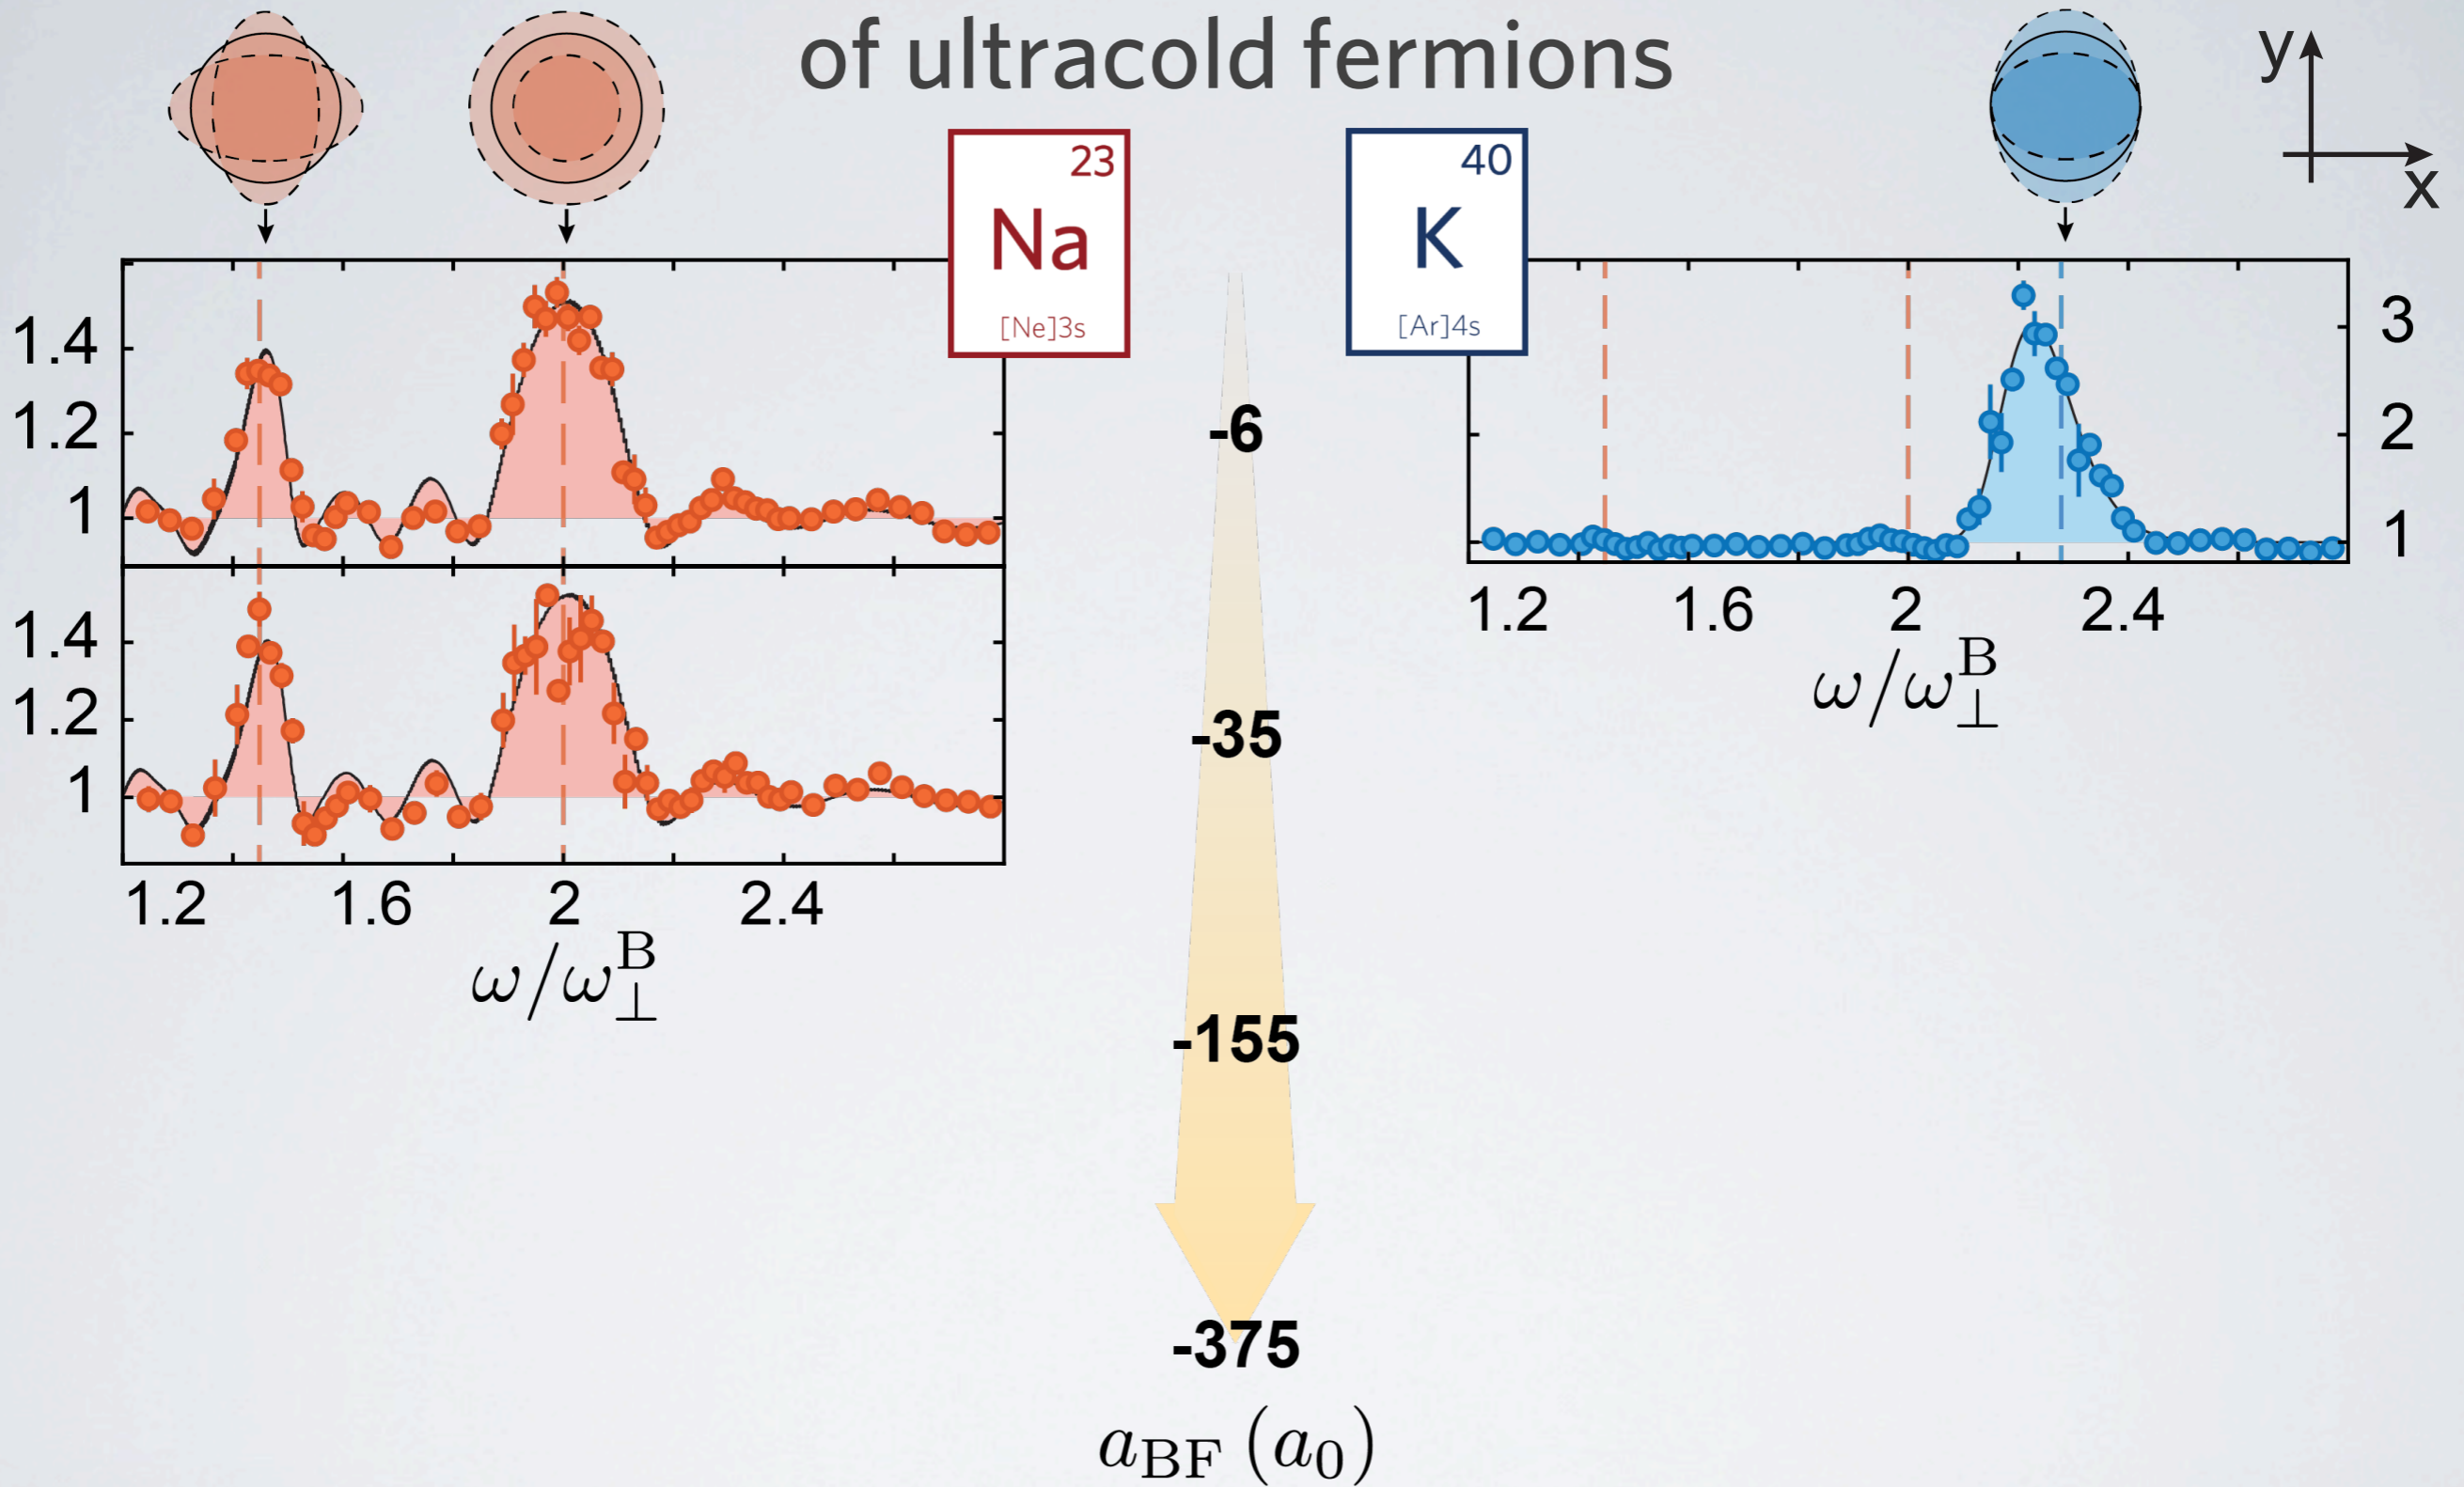 of ultracold fermions
y
x
23
Na
[Ne]3s
40
K
[Ar]4s
1.4
1.2
1
1.4
1.2
1
1.2 1.6 2 2.4
ω/ω⊥^B
-6
-35
-155
-375
a_BF (a_0)
3
2
1
1.2 1.6 2 2.4
ω/ω⊥^B